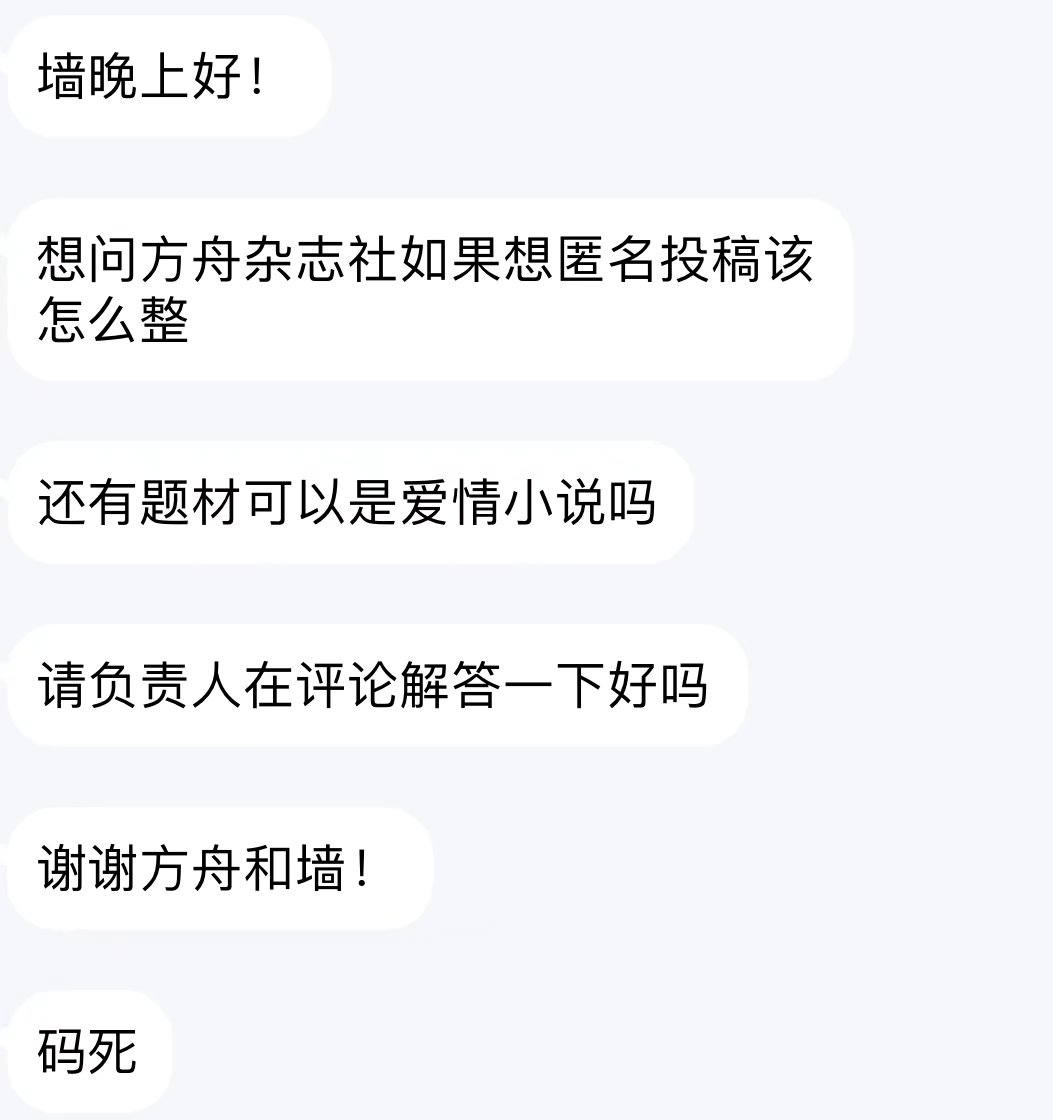 墙晚上好！
想问方舟杂志社如果想匿名投稿该
怎么整
还有题材可以是爱情小说吗
请负责人在评论解答一下好吗
谢谢方舟和墙！
码死